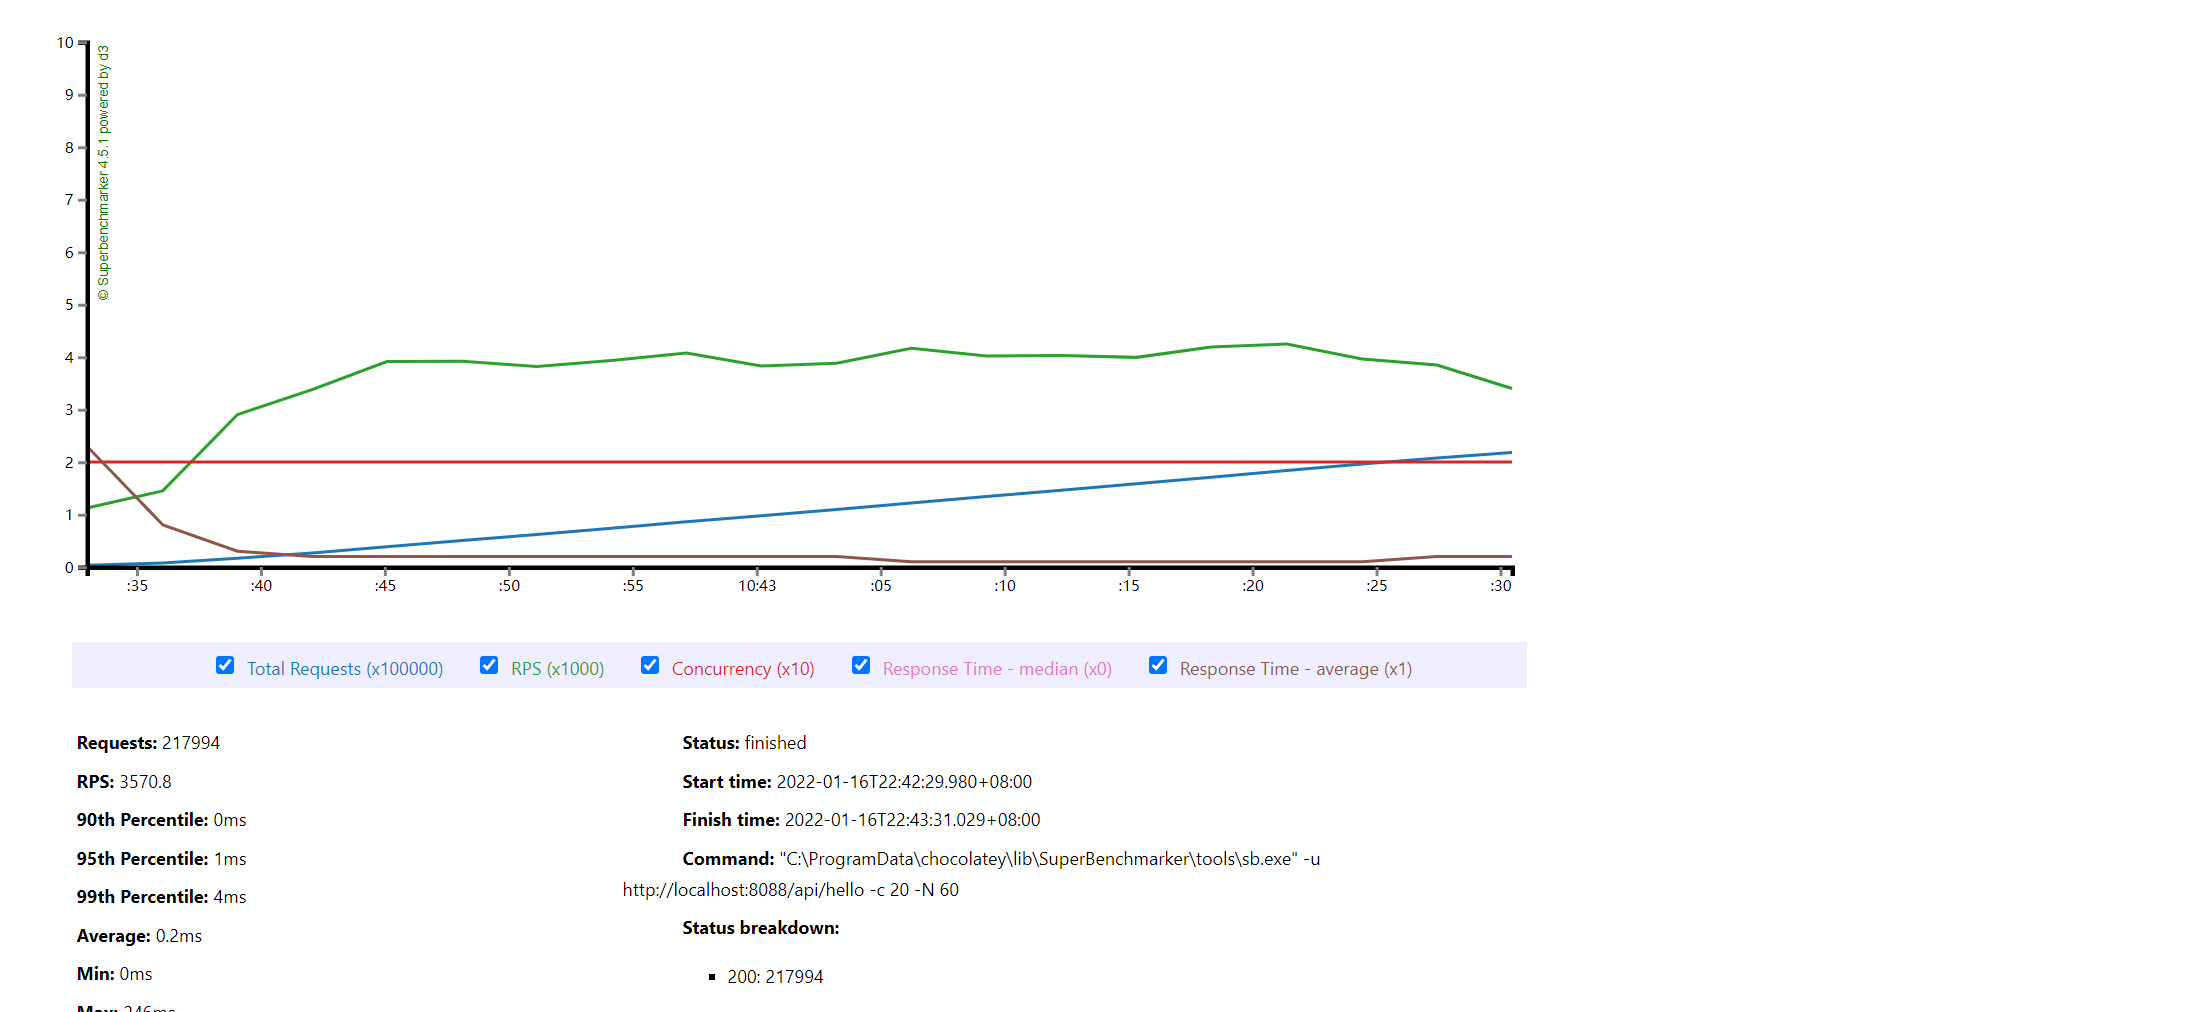 10
9
8
7
6
5
4
3
2
1
0
© Superbenchmarker 4.5.1 powered by d3
:35 :40 :45 :50 :55 10:43 :05 :10 :15 :20 :25 :30
Total Requests (x100000) RPS (x1000) Concurrency (x10) Response Time - median (x0) Response Time - average (x1)
Requests: 217994
RPS: 3570.8
90th Percentile: 0ms
95th Percentile: 1ms
99th Percentile: 4ms
Average: 0.2ms
Min: 0ms
Max: 246ms
Status: finished
Start time: 2022-01-16T22:42:29.980+08:00
Finish time: 2022-01-16T22:43:31.029+08:00
Command: "C:\ProgramData\chocolatey\lib\SuperBenchmarker\tools\sb.exe" -u
http://localhost:8088/api/hello -c 20 -N 60
Status breakdown:
200: 217994